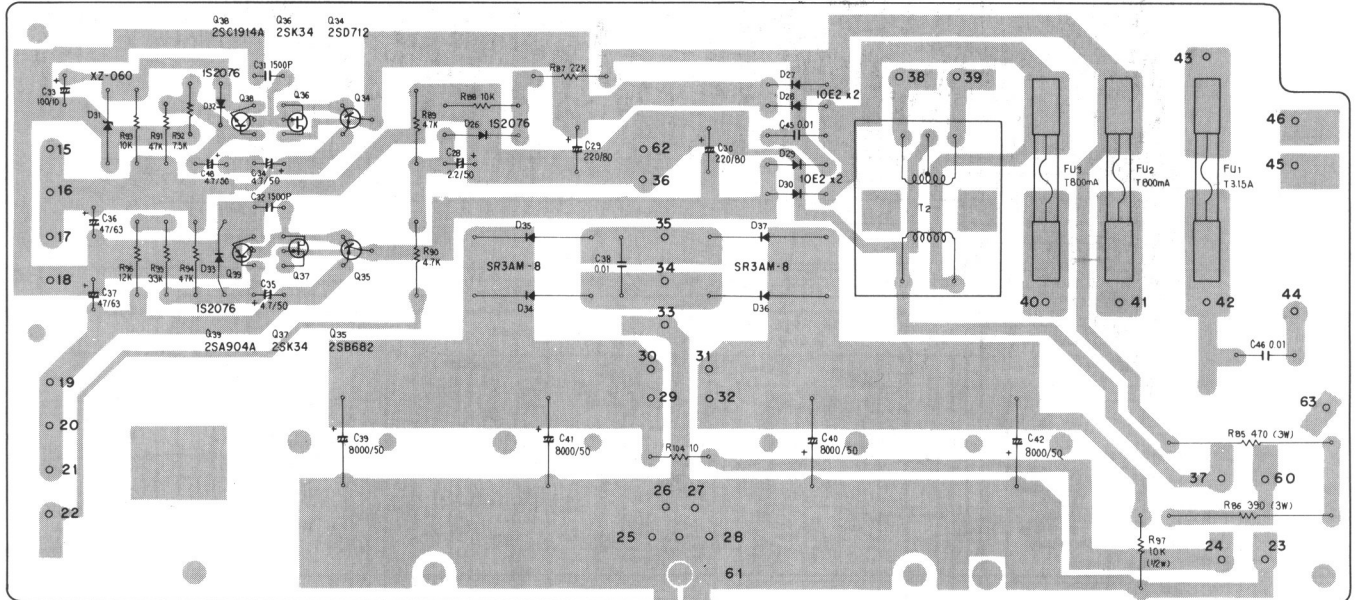 Q38 Q36 Q34
2SC1914A 2SK34 2SD712
C31 1500P
R87 22K
XZ-060
1S2076
C33
100/10
D31
R93
10K
R91
47K
R92
7.5K
D32
Q38
Q36
Q34
R89
4.7K
R88 10K
D26 1S2076
C28
2.2/50
C29
220/80
62
36
C30
220/80
D27
D28
10E2 x2
C45 0.01
D29
10E2 x2
D30
38
39
T2
FU3
T800mA
FU2
T800mA
FU1
T3.15A
43
46
45
15
16
17
18
C48
4.7/50
C34
4.7/50
C32 1500P
C36
47/63
C37
47/63
R96
12K
R95
33K
R94
47K
D33
Q39
Q37
Q35
R90
4.7K
C35
4.7/50
1S2076
Q39 Q37 Q35
2SA904A 2SK34 2SB682
D35
SR3AM-8
D34
35
C38
0.01
34
33
D37
SR3AM-8
D36
40
41
42
44
C46 0.01
63
30
31
29
32
19
20
21
22
C39
8000/50
C41
8000/50
R104 10
C40
8000/50
C42
8000/50
R85 470 (3W)
37
60
R86 390 (3W)
26
27
25
28
61
R97
10K
(1/2W)
24
23